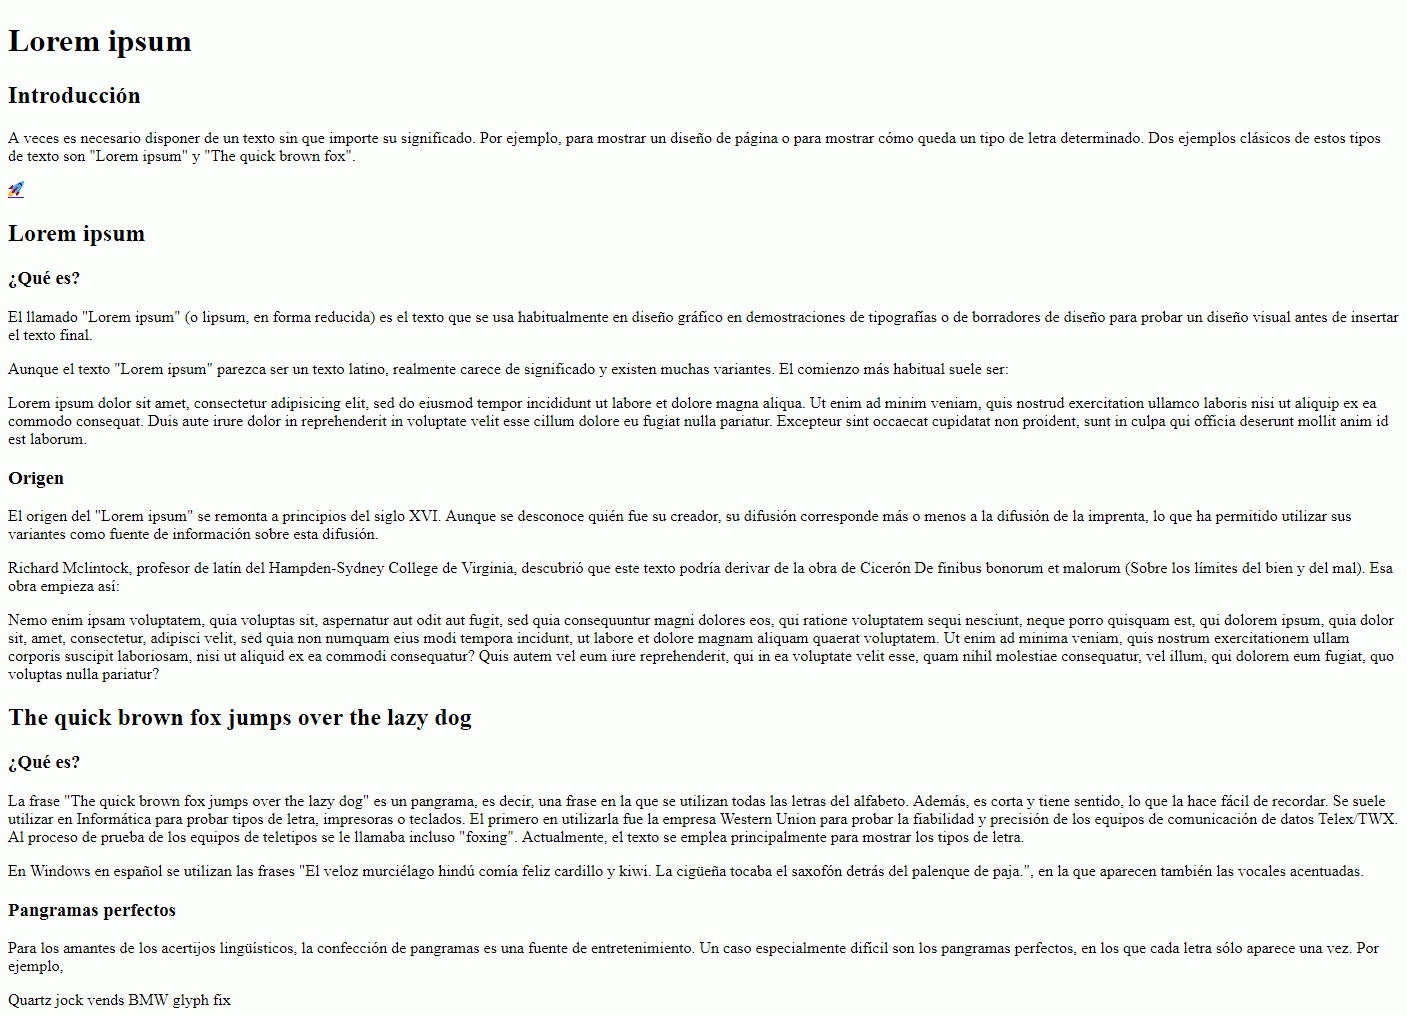 Lorem ipsum
Introducción
A veces es necesario disponer de un texto sin que importe su significado. Por ejemplo, para mostrar un diseño de página o para mostrar cómo queda un tipo de letra determinado. Dos ejemplos clásicos de estos tipos
de texto son "Lorem ipsum" y "The quick brown fox".
Lorem ipsum
¿Qué es?
El llamado "Lorem ipsum" (o lipsum, en forma reducida) es el texto que se usa habitualmente en diseño gráfico en demostraciones de tipografías o de borradores de diseño para probar un diseño visual antes de insertar
el texto final.
Aunque el texto "Lorem ipsum" parezca ser un texto latino, realmente carece de significado y existen muchas variantes. El comienzo más habitual suele ser:
Lorem ipsum dolor sit amet, consectetur adipisicing elit, sed do eiusmod tempor incididunt ut labore et dolore magna aliqua. Ut enim ad minim veniam, quis nostrud exercitation ullamco laboris nisi ut aliquip ex ea
commodo consequat. Duis aute irure dolor in reprehenderit in voluptate velit esse cillum dolore eu fugiat nulla pariatur. Excepteur sint occaecat cupidatat non proident, sunt in culpa qui officia deserunt mollit anim id
est laborum.
Origen
El origen del "Lorem ipsum" se remonta a principios del siglo XVI. Aunque se desconoce quién fue su creador, su difusión corresponde más o menos a la difusión de la imprenta, lo que ha permitido utilizar sus
variantes como fuente de información sobre esta difusión.
Richard Mclintock, profesor de latín del Hampden-Sydney College de Virginia, descubrió que este texto podría derivar de la obra de Cicerón De finibus bonorum et malorum (Sobre los límites del bien y del mal). Esa
obra empieza así:
Nemo enim ipsam voluptatem, quia voluptas sit, aspernatur aut odit aut fugit, sed quia consequuntur magni dolores eos, qui ratione voluptatem sequi nesciunt, neque porro quisquam est, qui dolorem ipsum, quia dolor
sit, amet, consectetur, adipisci velit, sed quia non numquam eius modi tempora incidunt, ut labore et dolore magnam aliquam quaerat voluptatem. Ut enim ad minima veniam, quis nostrum exercitationem ullam
corporis suscipit laboriosam, nisi ut aliquid ex ea commodi consequatur? Quis autem vel eum iure reprehenderit, qui in ea voluptate velit esse, quam nihil molestiae consequatur, vel illum, qui dolorem eum fugiat, quo
voluptas nulla pariatur?
The quick brown fox jumps over the lazy dog
¿Qué es?
La frase "The quick brown fox jumps over the lazy dog" es un pangrama, es decir, una frase en la que se utilizan todas las letras del alfabeto. Además, es corta y tiene sentido, lo que la hace fácil de recordar. Se suele
utilizar en Informática para probar tipos de letra, impresoras o teclados. El primero en utilizarla fue la empresa Western Union para probar la fiabilidad y precisión de los equipos de comunicación de datos Telex/TWX.
Al proceso de prueba de los equipos de teletipos se le llamaba incluso "foxing". Actualmente, el texto se emplea principalmente para mostrar los tipos de letra.
En Windows en español se utilizan las frases "El veloz murciélago hindú comía feliz cardillo y kiwi. La cigüeña tocaba el saxofón detrás del palenque de paja.", en la que aparecen también las vocales acentuadas.
Pangramas perfectos
Para los amantes de los acertijos lingüísticos, la confección de pangramas es una fuente de entretenimiento. Un caso especialmente difícil son los pangramas perfectos, en los que cada letra sólo aparece una vez. Por
ejemplo,
Quartz jock vends BMW glyph fix